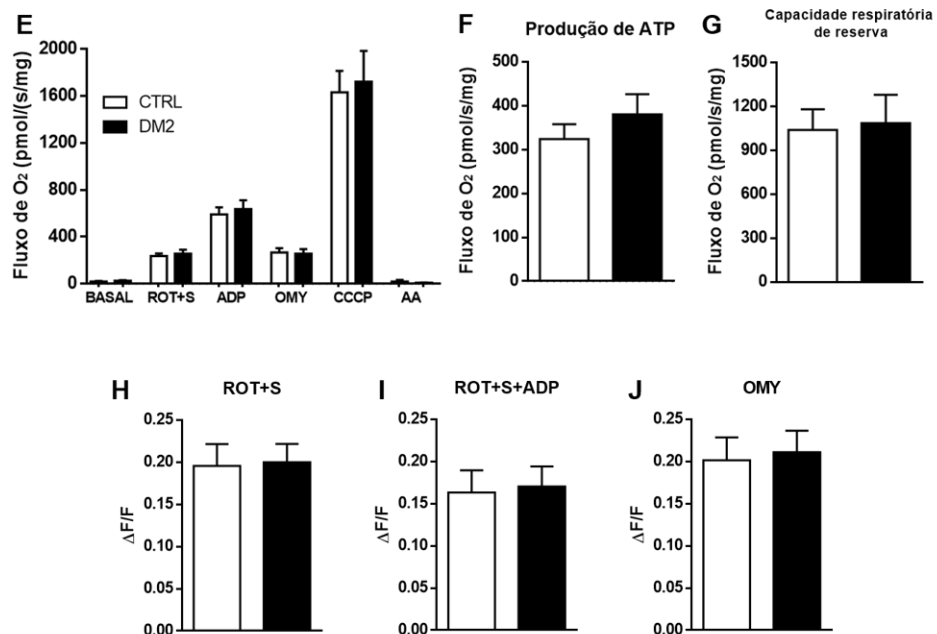 E
Fluxo de O₂ (pmol/(s/mg)
2000
1600
1200
800
400
0
CTRL
DM2
BASAL ROT+S ADP OMY CCCP AA
F
Produção de ATP
Fluxo de O₂ (pmol/s/mg)
500
400
300
200
100
0
G
Capacidade respiratória
de reserva
Fluxo de O₂ (pmol/s/mg)
1500
1200
900
600
300
0
H
ROT+S
ΔF/F
0.25
0.20
0.15
0.10
0.05
0.00
I
ROT+S+ADP
ΔF/F
0.25
0.20
0.15
0.10
0.05
0.00
J
OMY
ΔF/F
0.25
0.20
0.15
0.10
0.05
0.00